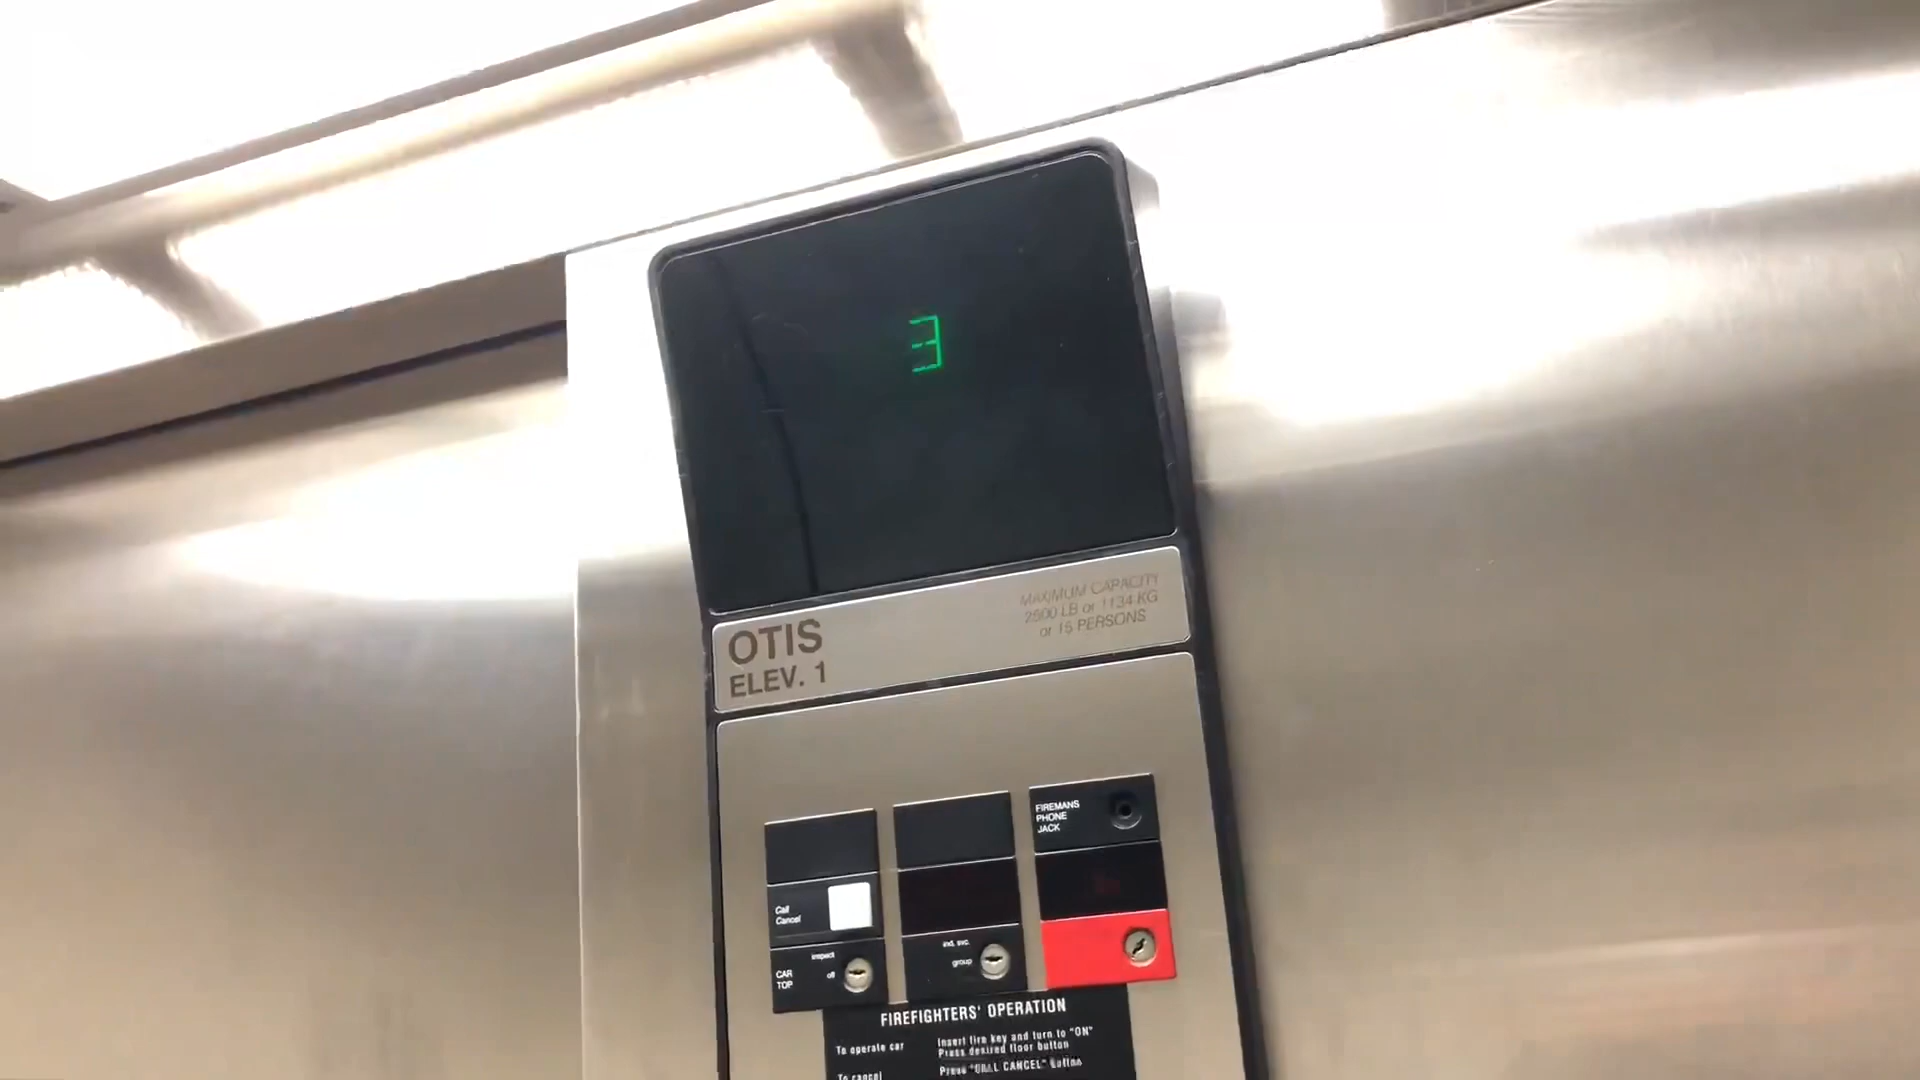 3
OTIS
ELEV. 1
MAXIMUM CAPACITY
2500 LB or 1134 KG
or 15 PERSONS
FIREMANS
PHONE
JACK
Call
Cancel
inspect
off
CAR
TOP
ind. svc.
group
FIREFIGHTERS' OPERATION
To operate car
Insert fire key and turn to "ON"
Press desired floor button
To cancel
Press "CALL CANCEL" button